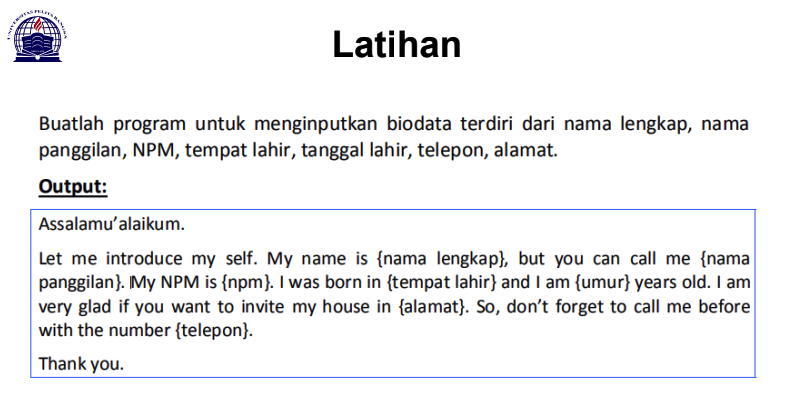 UNIVERSITAS PELITA BANGSA
Latihan
Buatlah program untuk menginputkan biodata terdiri dari nama lengkap, nama
panggilan, NPM, tempat lahir, tanggal lahir, telepon, alamat.
Output:
Assalamu’alaikum.
Let me introduce my self. My name is {nama lengkap}, but you can call me {nama
panggilan}. My NPM is {npm}. I was born in {tempat lahir} and I am {umur} years old. I am
very glad if you want to invite my house in {alamat}. So, don’t forget to call me before
with the number {telepon}.
Thank you.